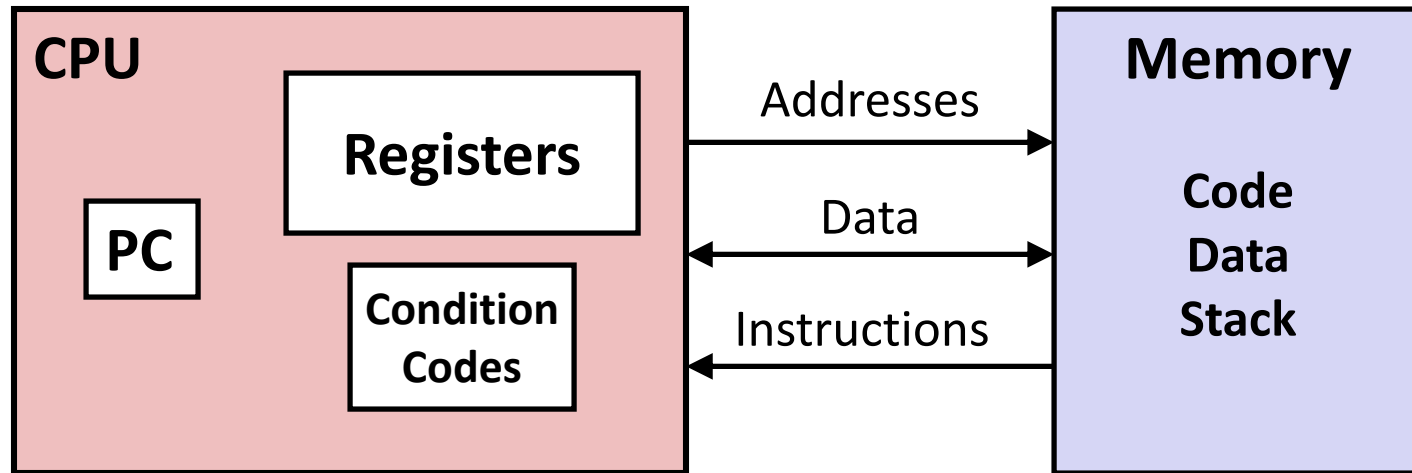 CPU
Registers
PC
Condition
Codes
Addresses
Data
Instructions
Memory
Code
Data
Stack